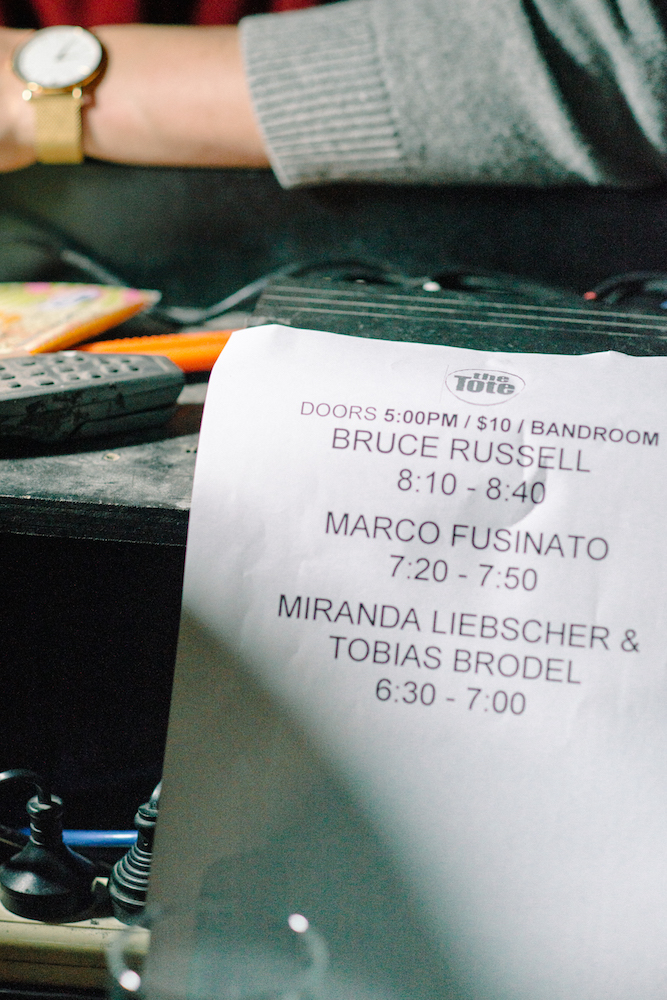 the
Tote
DOORS 5:00PM / $10 / BANDROOM
BRUCE RUSSELL
8:10 - 8:40
MARCO FUSINATO
7:20 - 7:50
MIRANDA LIEBSCHER &
TOBIAS BRODEL
6:30 - 7:00